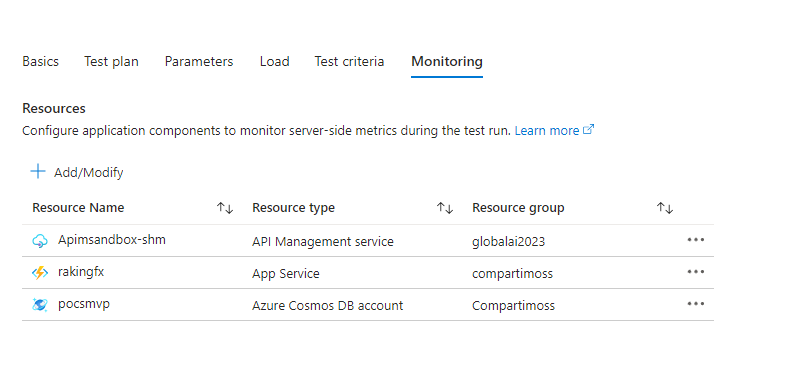 Basics Test plan Parameters Load Test criteria Monitoring
Resources
Configure application components to monitor server-side metrics during the test run. Learn more
Add/Modify
Resource Name Resource type Resource group
Apimsandbox-shm API Management service globalai2023
rakingfx App Service compartimoss
pocsmvp Azure Cosmos DB account Compartimoss